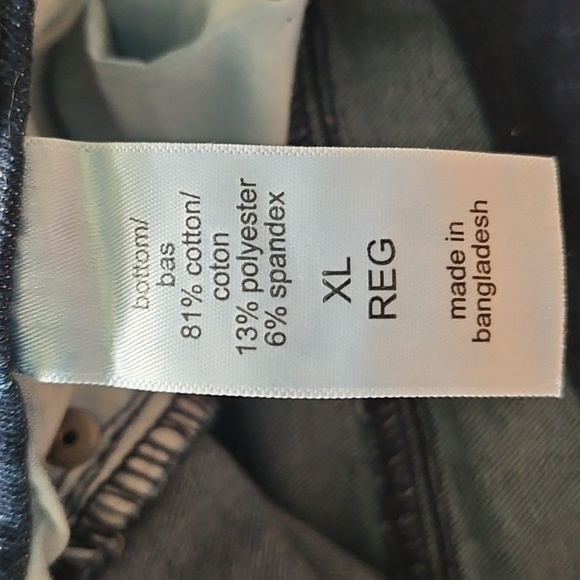 bottom/
bas
81% cotton/
coton
13% polyester
6% spandex
XL
REG
made in
bangladesh